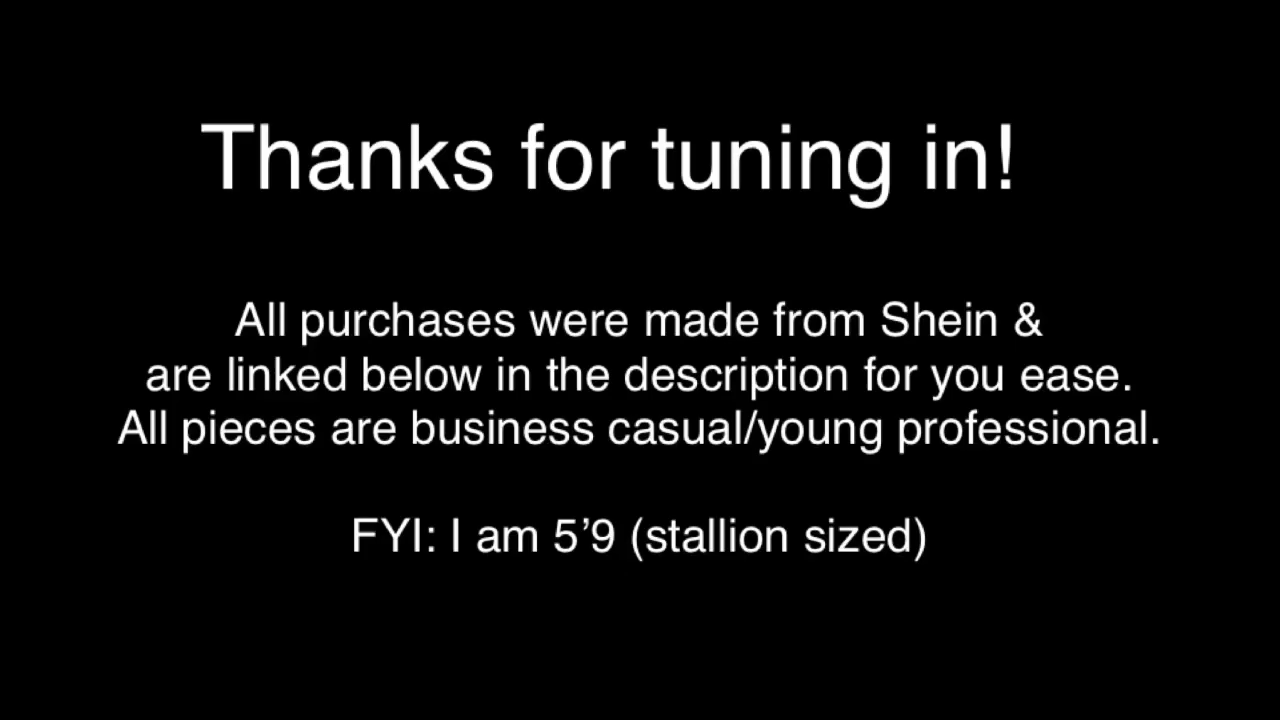 Thanks for tuning in!
All purchases were made from Shein &
are linked below in the description for you ease.
All pieces are business casual/young professional.
FYI: I am 5’9 (stallion sized)